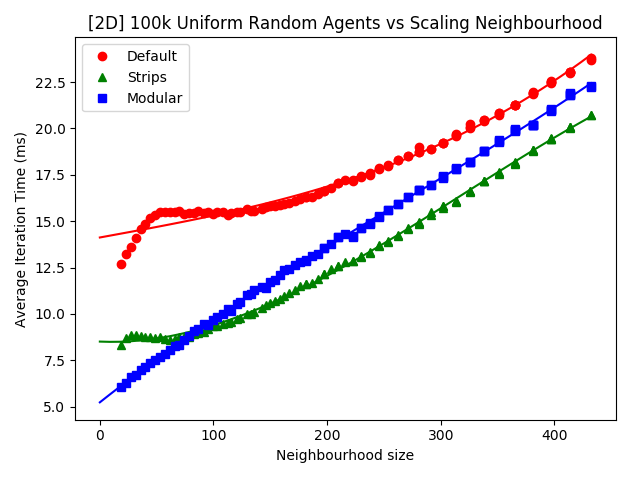 [2D] 100k Uniform Random Agents vs Scaling Neighbourhood
Default
Strips
Modular
Average Iteration Time (ms)
22.5
20.0
17.5
15.0
12.5
10.0
7.5
5.0
0 100 200 300 400
Neighbourhood size